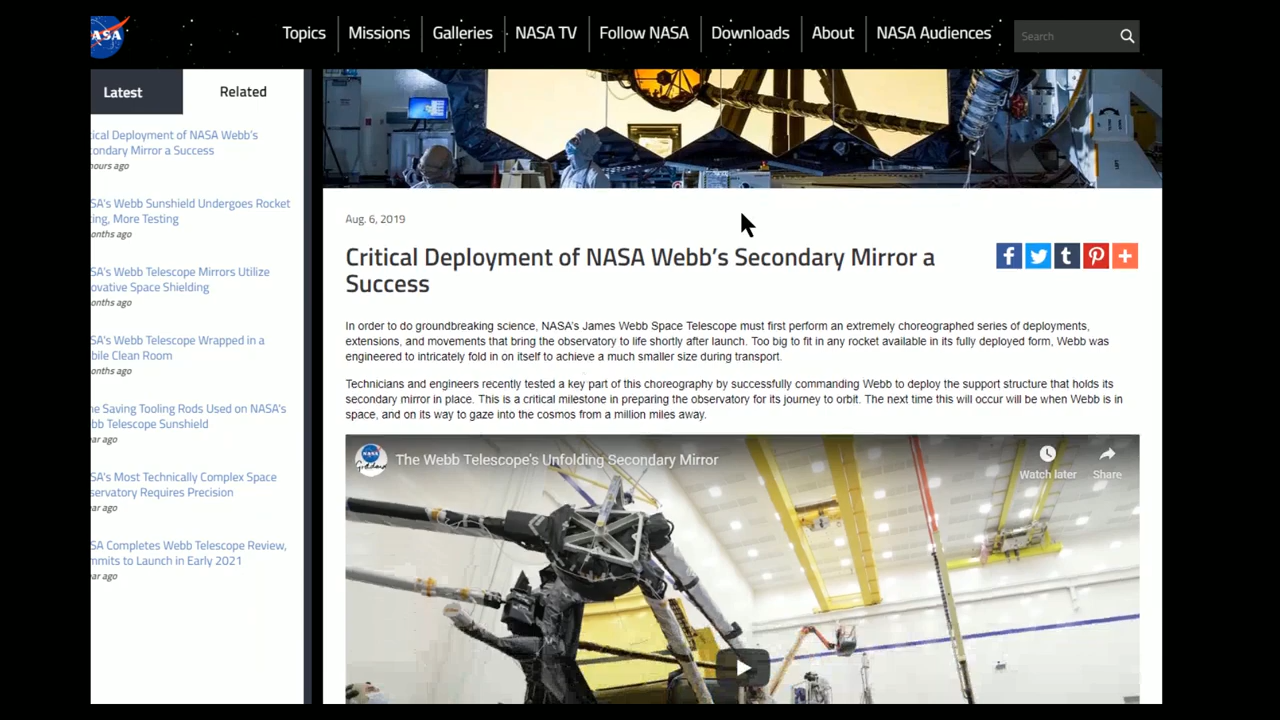 Topics Missions Galleries NASA TV Follow NASA Downloads About NASA Audiences Search
Latest Related
tical Deployment of NASA Webb's
condary Mirror a Success
hours ago
SA's Webb Sunshield Undergoes Rocket
ting, More Testing
onths ago
SA's Webb Telescope Mirrors Utilize
ovative Space Shielding
onths ago
SA's Webb Telescope Wrapped in a
bile Clean Room
onths ago
ne Saving Tooling Rods Used on NASA's
bb Telescope Sunshield
ear ago
SA's Most Technically Complex Space
servatory Requires Precision
ear ago
SA Completes Webb Telescope Review,
mmits to Launch in Early 2021
ear ago
Aug. 6, 2019
Critical Deployment of NASA Webb's Secondary Mirror a
Success
In order to do groundbreaking science, NASA's James Webb Space Telescope must first perform an extremely choreographed series of deployments,
extensions, and movements that bring the observatory to life shortly after launch. Too big to fit in any rocket available in its fully deployed form, Webb was
engineered to intricately fold in on itself to achieve a much smaller size during transport.
Technicians and engineers recently tested a key part of this choreography by successfully commanding Webb to deploy the support structure that holds its
secondary mirror in place. This is a critical milestone in preparing the observatory for its journey to orbit. The next time this will occur will be when Webb is in
space, and on its way to gaze into the cosmos from a million miles away.
The Webb Telescope's Unfolding Secondary Mirror
Watch later Share